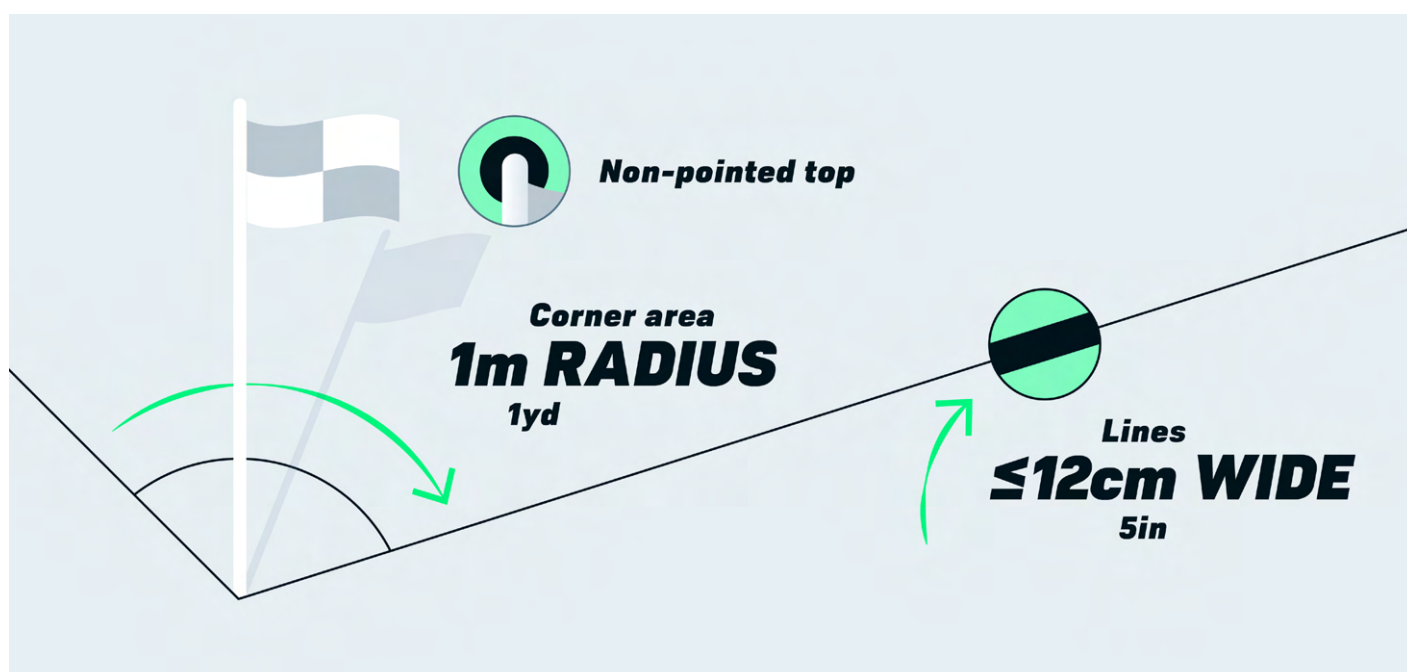 Non-pointed top
Corner area
1m RADIUS
1yd
Lines
≤12cm WIDE
5in